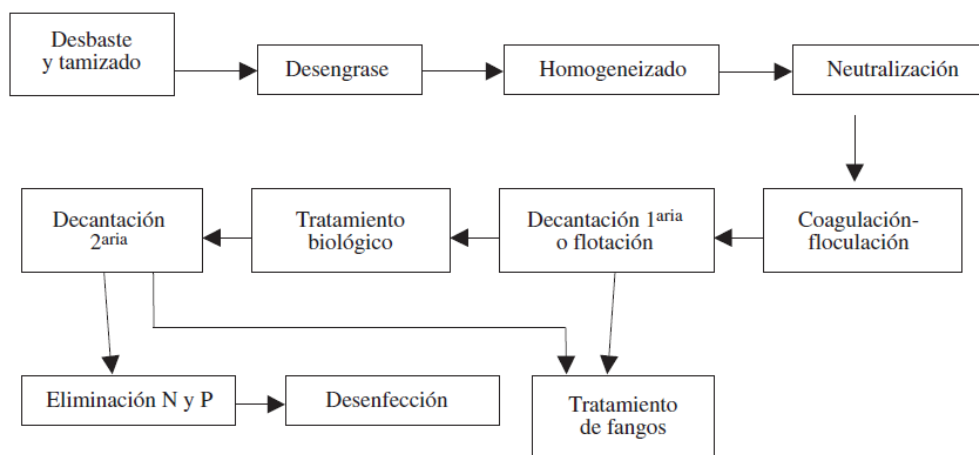 Desbaste
y tamizado
Desengrase
Homogeneizado
Neutralización
Decantación
2aria
Tratamiento
biológico
Decantación 1aria
o flotación
Coagulación-
floculación
Eliminación N y P
Desenfección
Tratamiento
de fangos